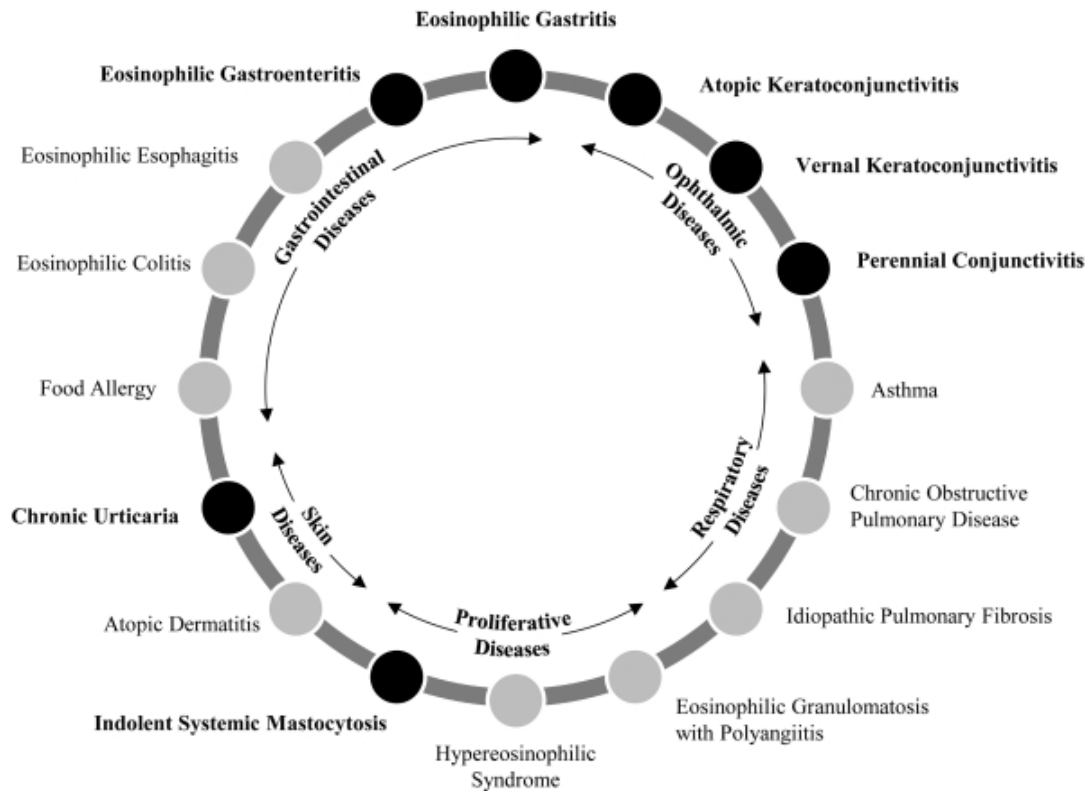 Eosinophilic Gastritis
Eosinophilic Gastroenteritis
Atopic Keratoconjunctivitis
Eosinophilic Esophagitis
Vernal Keratoconjunctivitis
Gastrointestinal
Diseases
Ophthalmic
Diseases
Eosinophilic Colitis
Perennial Conjunctivitis
Food Allergy
Asthma
Chronic Urticaria
Skin
Diseases
Respiratory
Diseases
Chronic Obstructive
Pulmonary Disease
Atopic Dermatitis
Proliferative
Diseases
Idiopathic Pulmonary Fibrosis
Indolent Systemic Mastocytosis
Eosinophilic Granulomatosis
with Polyangiitis
Hypereosinophilic
Syndrome